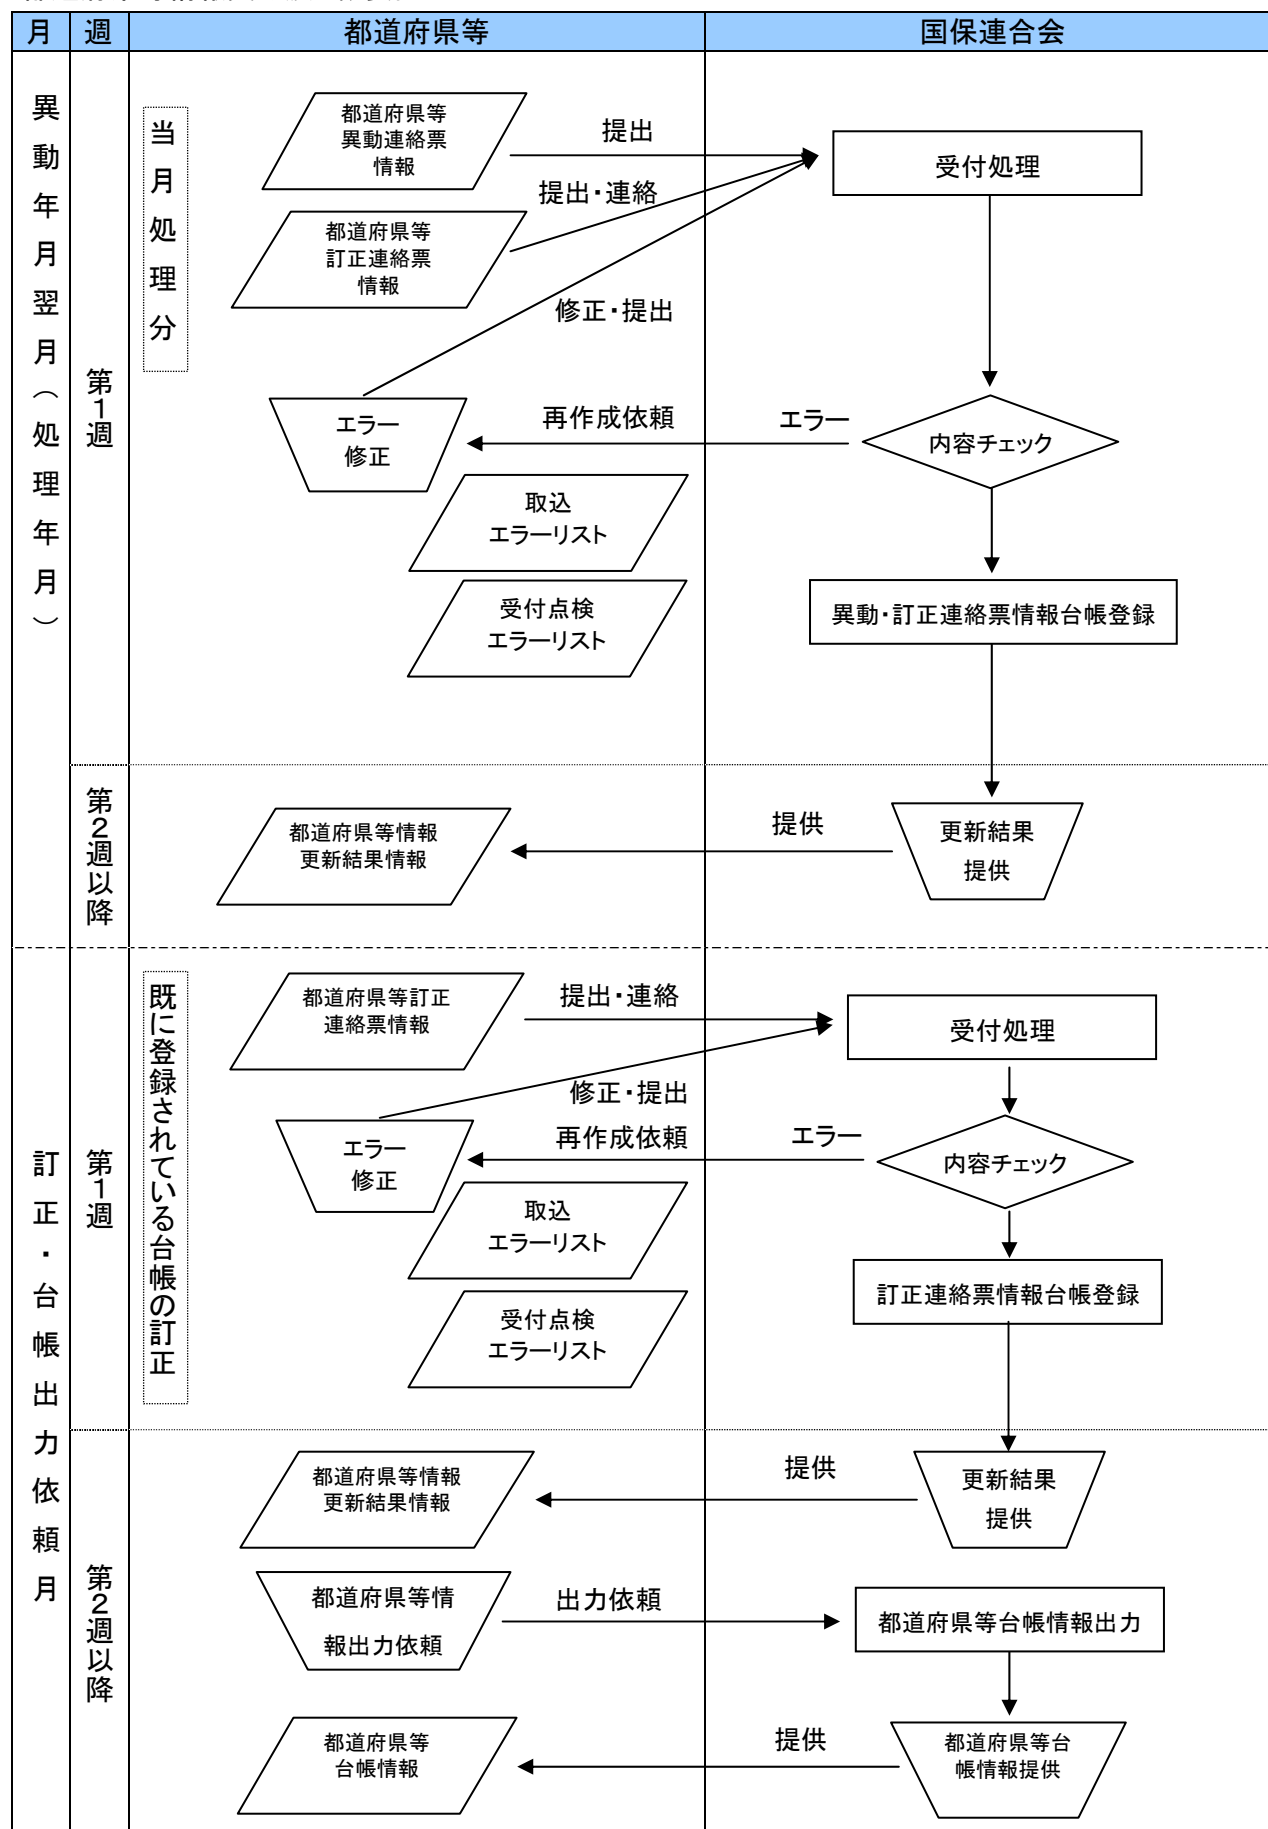 月 週 都道府県等 国保連合会
異動年月翌月（処理年月）
第1週
当月処理分
都道府県等
異動連絡票
情報
提出
受付処理
都道府県等
訂正連絡票
情報
提出・連絡
修正・提出
エラー
修正
再作成依頼
エラー
内容チェック
取込
エラーリスト
受付点検
エラーリスト
異動・訂正連絡票情報台帳登録
第2週以降
都道府県等情報
更新結果情報
提供
更新結果
提供
訂正・台帳出力依頼月
第1週
既に登録されている台帳の訂正
都道府県等訂正
連絡票情報
提出・連絡
受付処理
修正・提出
エラー
修正
再作成依頼
エラー
内容チェック
取込
エラーリスト
受付点検
エラーリスト
訂正連絡票情報台帳登録
第2週以降
都道府県等情報
更新結果情報
提供
更新結果
提供
都道府県等情
報出力依頼
出力依頼
都道府県等台帳情報出力
都道府県等
台帳情報
提供
都道府県等台
帳情報提供